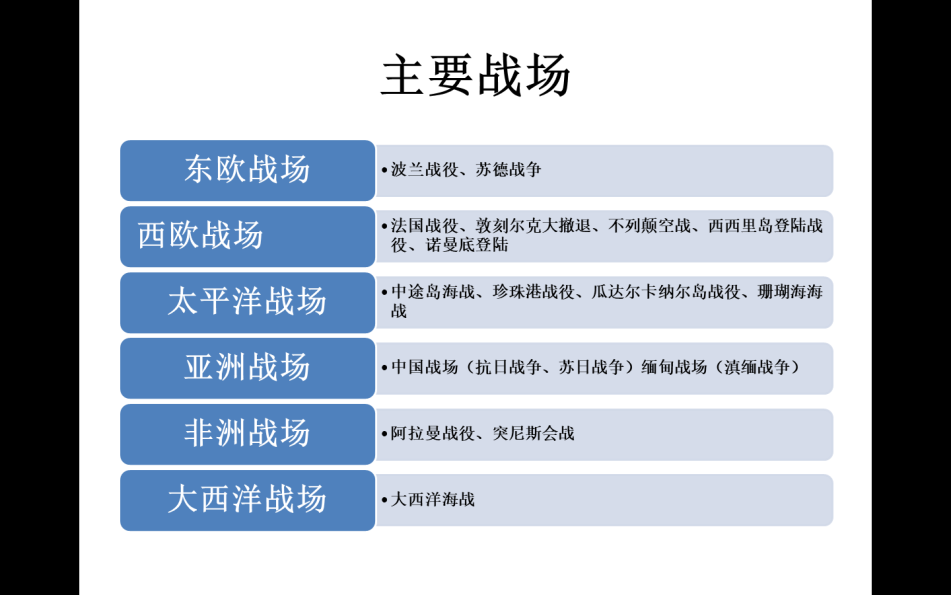 主要战场
东欧战场
•波兰战役、苏德战争
西欧战场
•法国战役、敦刻尔克大撤退、不列颠空战、西西里岛登陆战
役、诺曼底登陆
太平洋战场
•中途岛海战、珍珠港战役、瓜达尔卡纳尔岛战役、珊瑚海海
战
亚洲战场
•中国战场（抗日战争、苏日战争）缅甸战场（滇缅战争）
非洲战场
•阿拉曼战役、突尼斯会战
大西洋战场
•大西洋海战